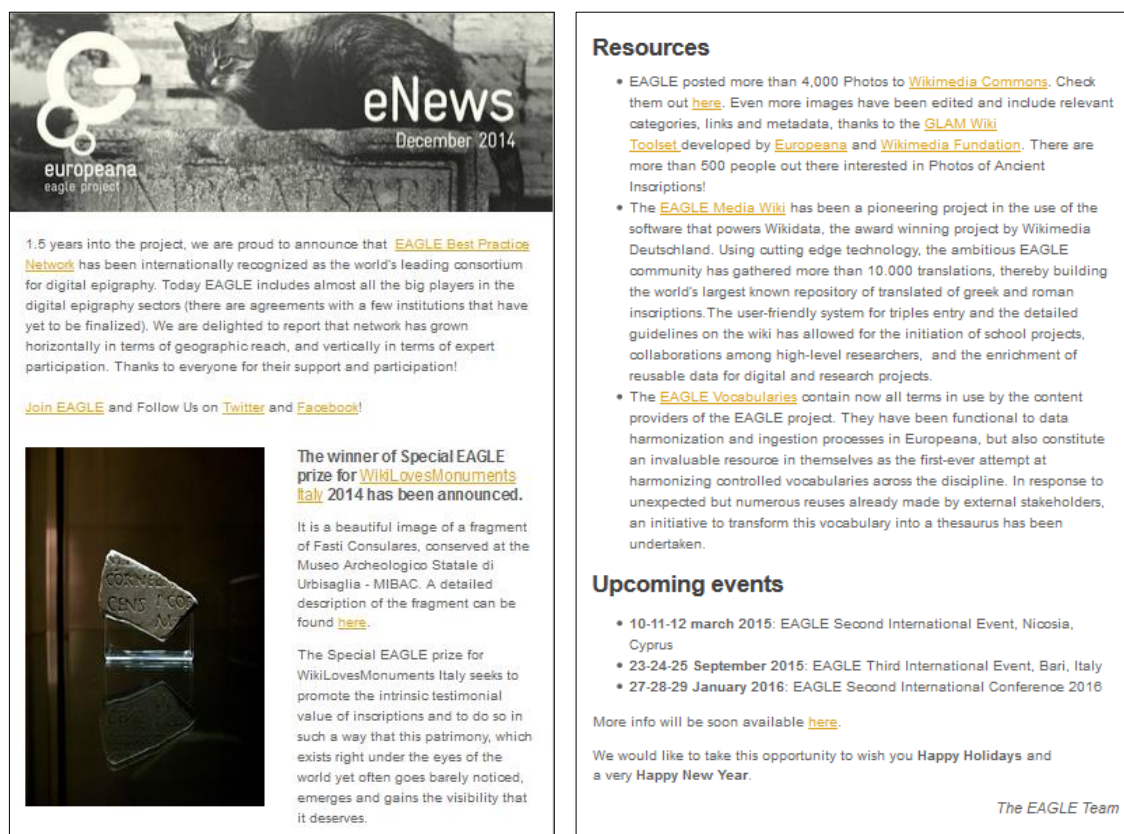 eNews
December 2014
europeana
eagle project
1.5 years into the project, we are proud to announce that EAGLE Best Practice
Network has been internationally recognized as the world's leading consortium
for digital epigraphy. Today EAGLE includes almost all the big players in the
digital epigraphy sectors (there are agreements with a few institutions that have
yet to be finalized). We are delighted to report that network has grown
horizontally in terms of geographic reach, and vertically in terms of expert
participation. Thanks to everyone for their support and participation!
Join EAGLE and Follow Us on Twitter and Facebook!
CORNEL
CENS L COR
M
The winner of Special EAGLE
prize for WikiLovesMonuments
Italy 2014 has been announced.
It is a beautiful image of a fragment
of Fasti Consulares, conserved at the
Museo Archeologico Statale di
Urbisaglia - MIBAC. A detailed
description of the fragment can be
found here.
The Special EAGLE prize for
WikiLovesMonuments Italy seeks to
promote the intrinsic testimonial
value of inscriptions and to do so in
such a way that this patrimony, which
exists right under the eyes of the
world yet often goes barely noticed,
emerges and gains the visibility that
it deserves.
Resources
• EAGLE posted more than 4,000 Photos to Wikimedia Commons. Check
them out here. Even more images have been edited and include relevant
categories, links and metadata, thanks to the GLAM Wiki
Toolset developed by Europeana and Wikimedia Fundation. There are
more than 500 people out there interested in Photos of Ancient
Inscriptions!
• The EAGLE Media Wiki has been a pioneering project in the use of the
software that powers Wikidata, the award winning project by Wikimedia
Deutschland. Using cutting edge technology, the ambitious EAGLE
community has gathered more than 10.000 translations, thereby building
the world's largest known repository of translated of greek and roman
inscriptions.The user-friendly system for triples entry and the detailed
guidelines on the wiki has allowed for the initiation of school projects,
collaborations among high-level researchers, and the enrichment of
reusable data for digital and research projects.
• The EAGLE Vocabularies contain now all terms in use by the content
providers of the EAGLE project. They have been functional to data
harmonization and ingestion processes in Europeana, but also constitute
an invaluable resource in themselves as the first-ever attempt at
harmonizing controlled vocabularies across the discipline. In response to
unexpected but numerous reuses already made by external stakeholders,
an initiative to transform this vocabulary into a thesaurus has been
undertaken.
Upcoming events
• 10-11-12 march 2015: EAGLE Second International Event, Nicosia,
Cyprus
• 23-24-25 September 2015: EAGLE Third International Event, Bari, Italy
• 27-28-29 January 2016: EAGLE Second International Conference 2016
More info will be soon available here.
We would like to take this opportunity to wish you Happy Holidays and
a very Happy New Year.
The EAGLE Team